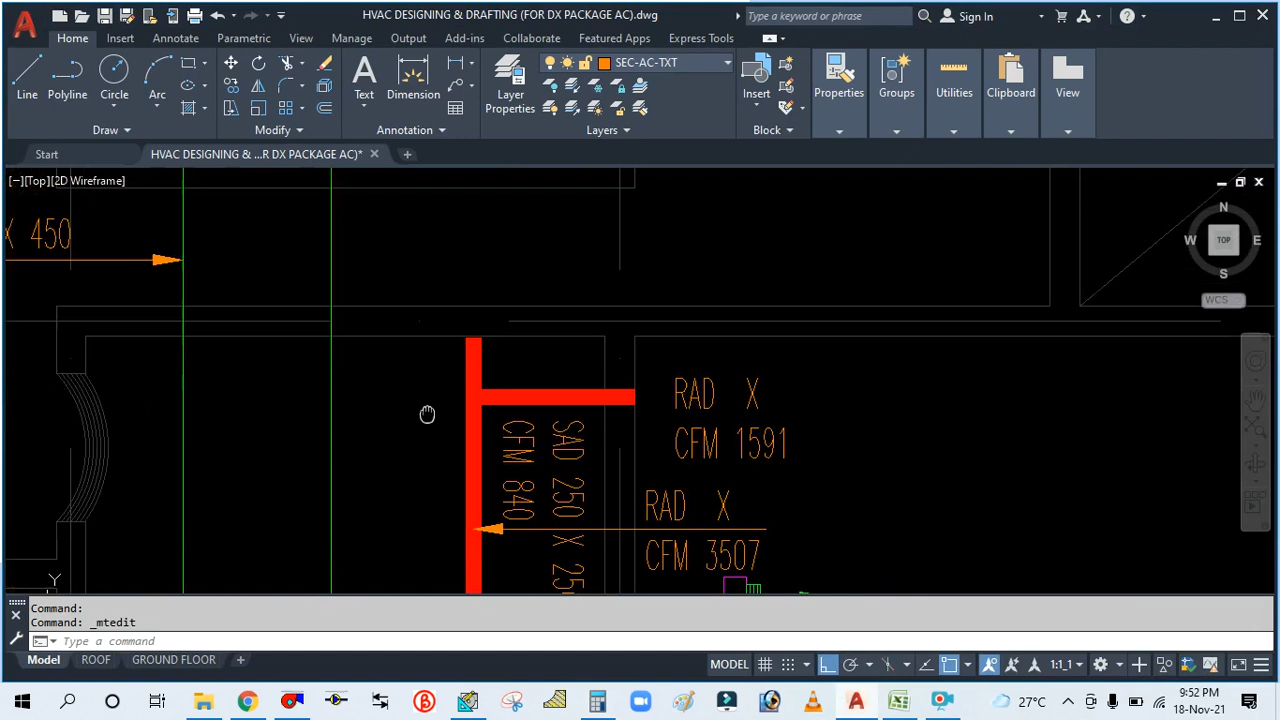 HVAC DESIGNING & DRAFTING (FOR DX PACKAGE AC).dwg
Type a keyword or phrase
Sign In
Home Insert Annotate Parametric View Manage Output Add-ins Collaborate Featured Apps Express Tools
Line Polyline Circle Arc
Draw
Modify
Text Dimension
Annotation
Layer Properties
SEC-AC-TXT
Layers
Insert
Block
Properties
Groups
Utilities
Clipboard
View
Start
HVAC DESIGNING & ...R DX PACKAGE AC)*
[−][Top][2D Wireframe]
N
W TOP E
S
WCS
X 450
RAD X
CFM 1591
SAD 250 X 25
CFM 840
RAD X
CFM 3507
Y
Command:
Command: _mtedit
Type a command
Model ROOF GROUND FLOOR
MODEL
1:1_1
27°C
9:52 PM
18-Nov-21